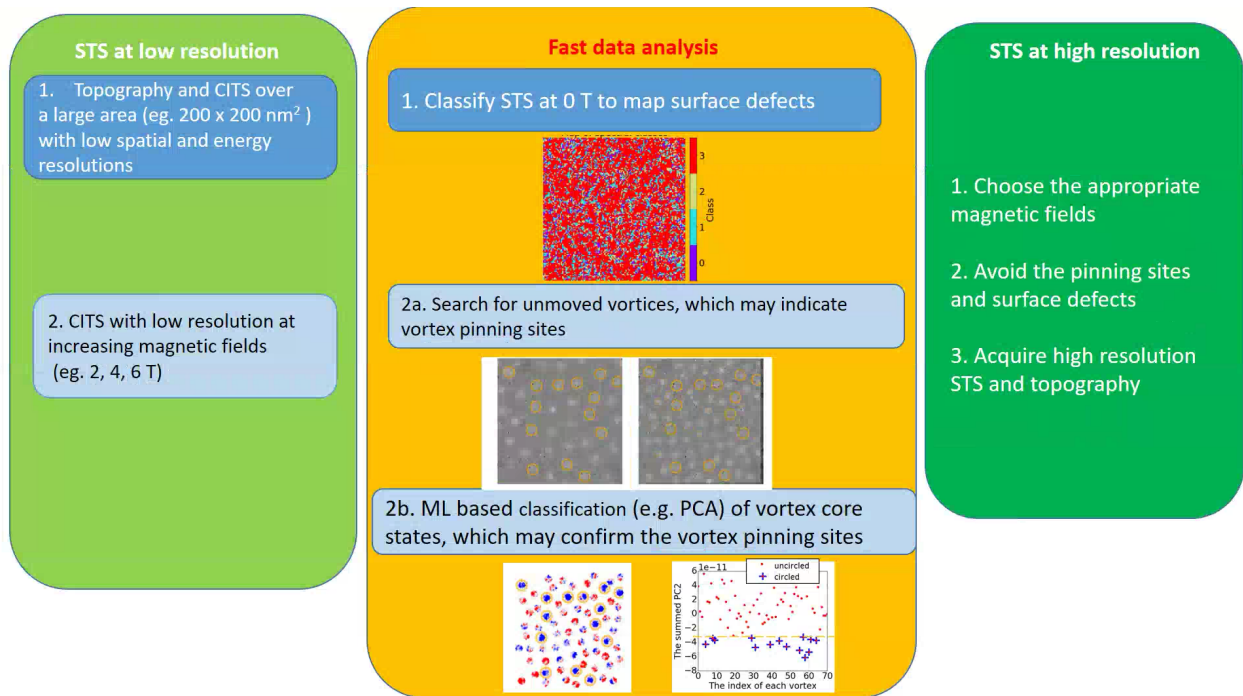 STS at low resolution
1. Topography and CITS over
a large area (eg. 200 x 200 nm² )
with low spatial and energy
resolutions
2. CITS with low resolution at
increasing magnetic fields
(eg. 2, 4, 6 T)
Fast data analysis
1. Classify STS at 0 T to map surface defects
3
2
1
0
Class
2a. Search for unmoved vortices, which may indicate
vortex pinning sites
2b. ML based classification (e.g. PCA) of vortex core
states, which may confirm the vortex pinning sites
1e−11
uncircled
circled
6
4
2
0
−2
−4
−6
−8
The summed PC2
0 10 20 30 40 50 60 70
The index of each vortex
STS at high resolution
1. Choose the appropriate
magnetic fields
2. Avoid the pinning sites
and surface defects
3. Acquire high resolution
STS and topography